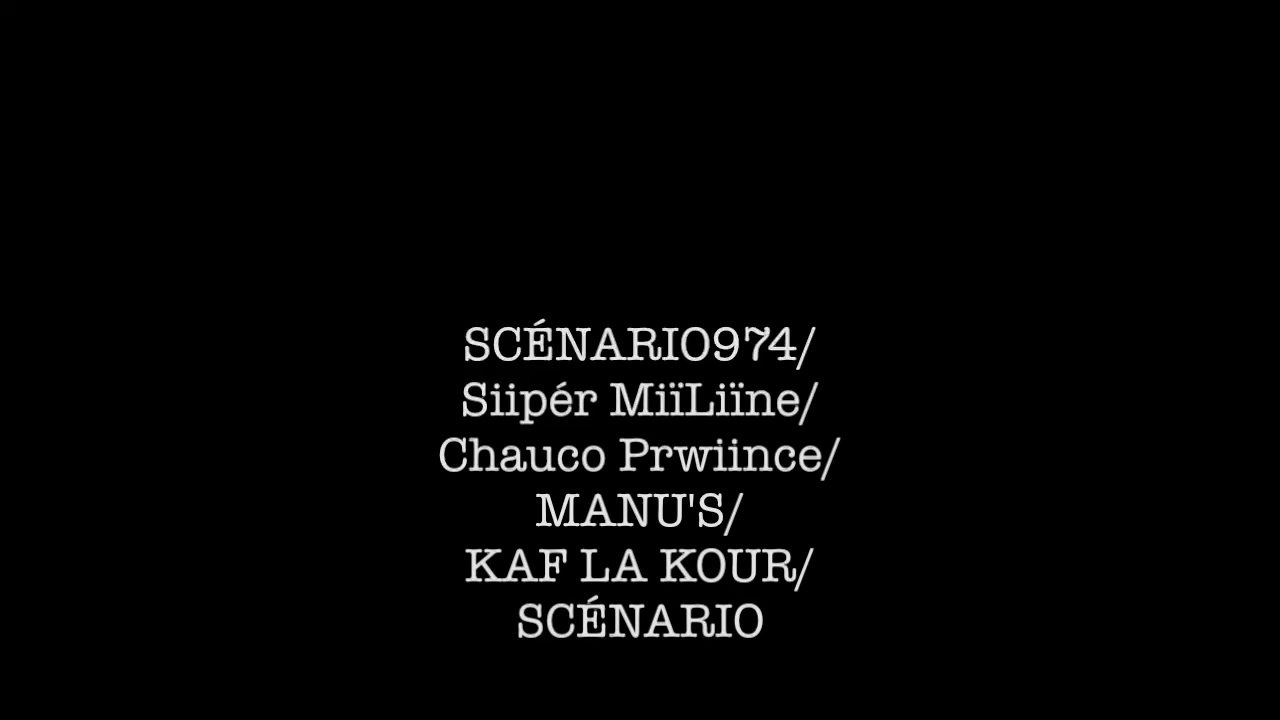 SCÉNARIO974/
Siipér MiïLiïne/
Chauco Prwiince/
MANU'S/
KAF LA KOUR/
SCÉNARIO